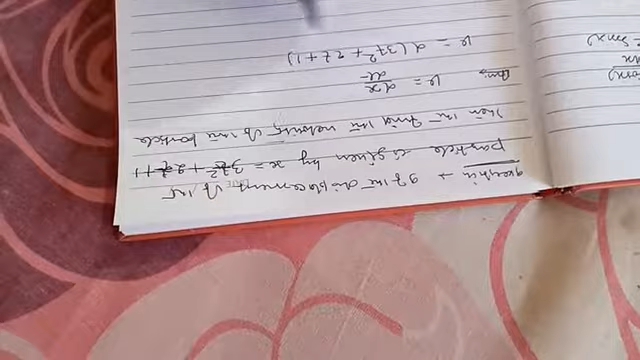 question → If the displacement of the
particle is given by x = 3t² + 2t + 1
then the find the velocity of the particle
Ans v = dx/dt
v = d(3t² + 2t + 1)